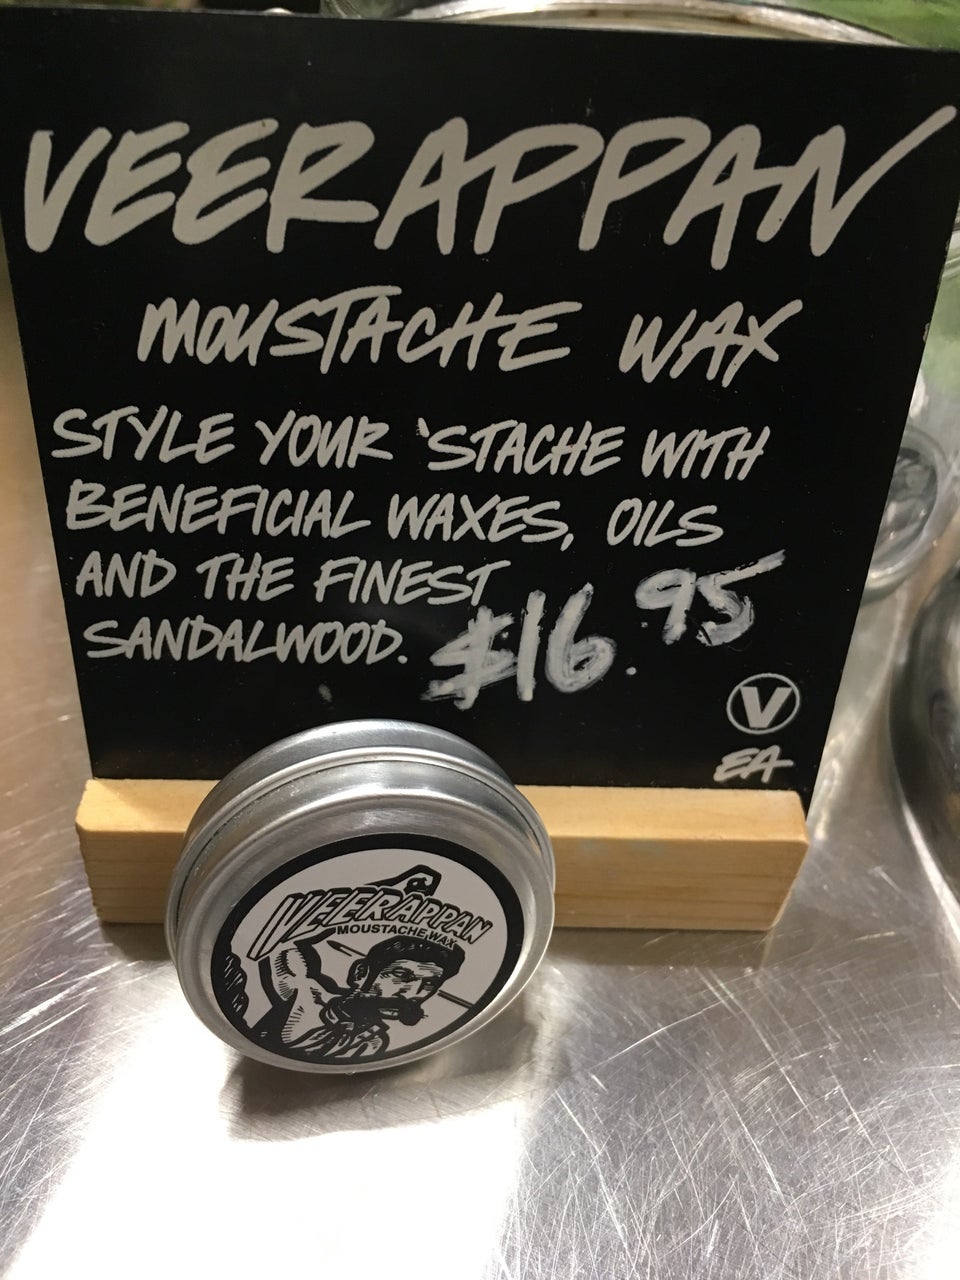 VEERAPPAN
MOUSTACHE WAX
STYLE YOUR 'STACHE WITH
BENEFICIAL WAXES, OILS
AND THE FINEST
SANDALWOOD.
$16.95
V
EA
VEERAPPAN
MOUSTACHE WAX